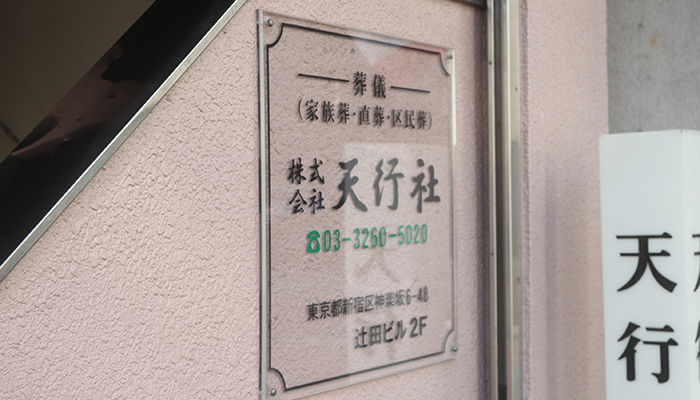 葬儀
(家族葬・直葬・区民葬)
株式会社 天行社
☎03-3260-5020
東京都新宿区神楽坂6-48
辻田ビル2F
天行